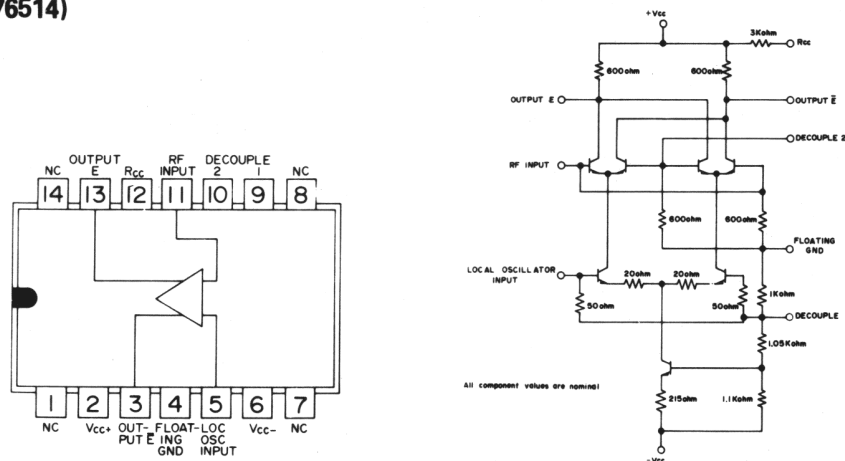 76514)
OUTPUT
E
NC
RCC
RF
INPUT
DECOUPLE
2 1
NC
14 13 12 11 10 9 8
1 2 3 4 5 6 7
NC
Vcc+
OUT-
PUT E̅
FLOAT-
ING
GND
LOC
OSC
INPUT
Vcc-
NC
+Vcc
3Kohm
Rcc
600ohm
600ohm
OUTPUT E
OUTPUT E̅
DECOUPLE 2
RF INPUT
600ohm
600ohm
FLOATING
GND
LOCAL OSCILLATOR
INPUT
20ohm
20ohm
50ohm
50ohm
1Kohm
DECOUPLE
1.05Kohm
All component values are nominal
215ohm
1.1Kohm
-Vcc